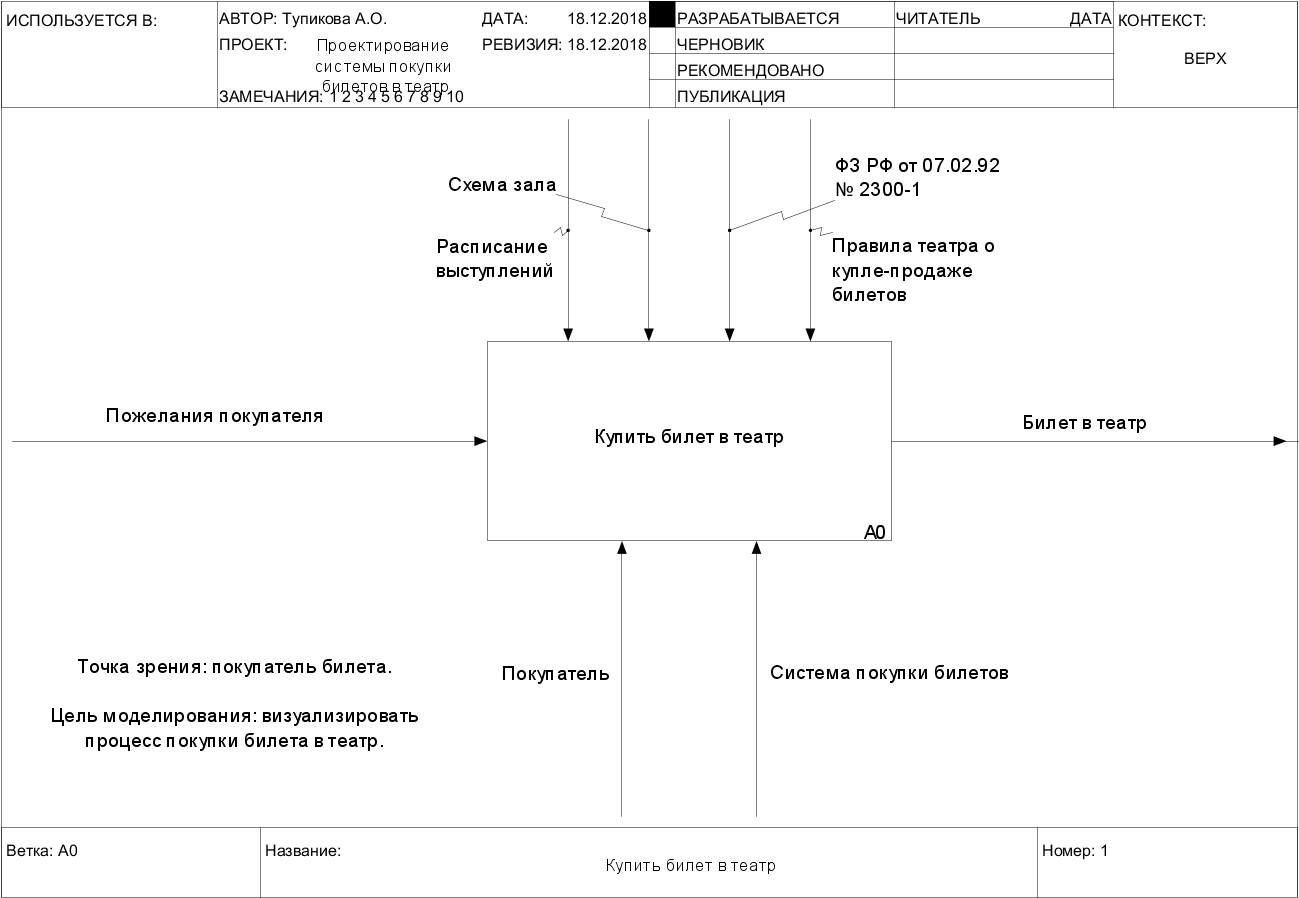 ИСПОЛЬЗУЕТСЯ В:
АВТОР: Тупикова А.О.
ДАТА: 18.12.2018
ПРОЕКТ: Проектирование
системы покупки
билетов в театр
РЕВИЗИЯ: 18.12.2018
ЗАМЕЧАНИЯ: 1 2 3 4 5 6 7 8 9 10
РАЗРАБАТЫВАЕТСЯ
ЧЕРНОВИК
РЕКОМЕНДОВАНО
ПУБЛИКАЦИЯ
ЧИТАТЕЛЬ ДАТА
КОНТЕКСТ:
ВЕРХ
Схема зала
ФЗ РФ от 07.02.92
№ 2300-1
Расписание
выступлений
Правила театра о
купле-продаже
билетов
Пожелания покупателя
Купить билет в театр
Билет в театр
A0
Точка зрения: покупатель билета.
Цель моделирования: визуализировать
процесс покупки билета в театр.
Покупатель
Система покупки билетов
Ветка: A0
Название:
Купить билет в театр
Номер: 1